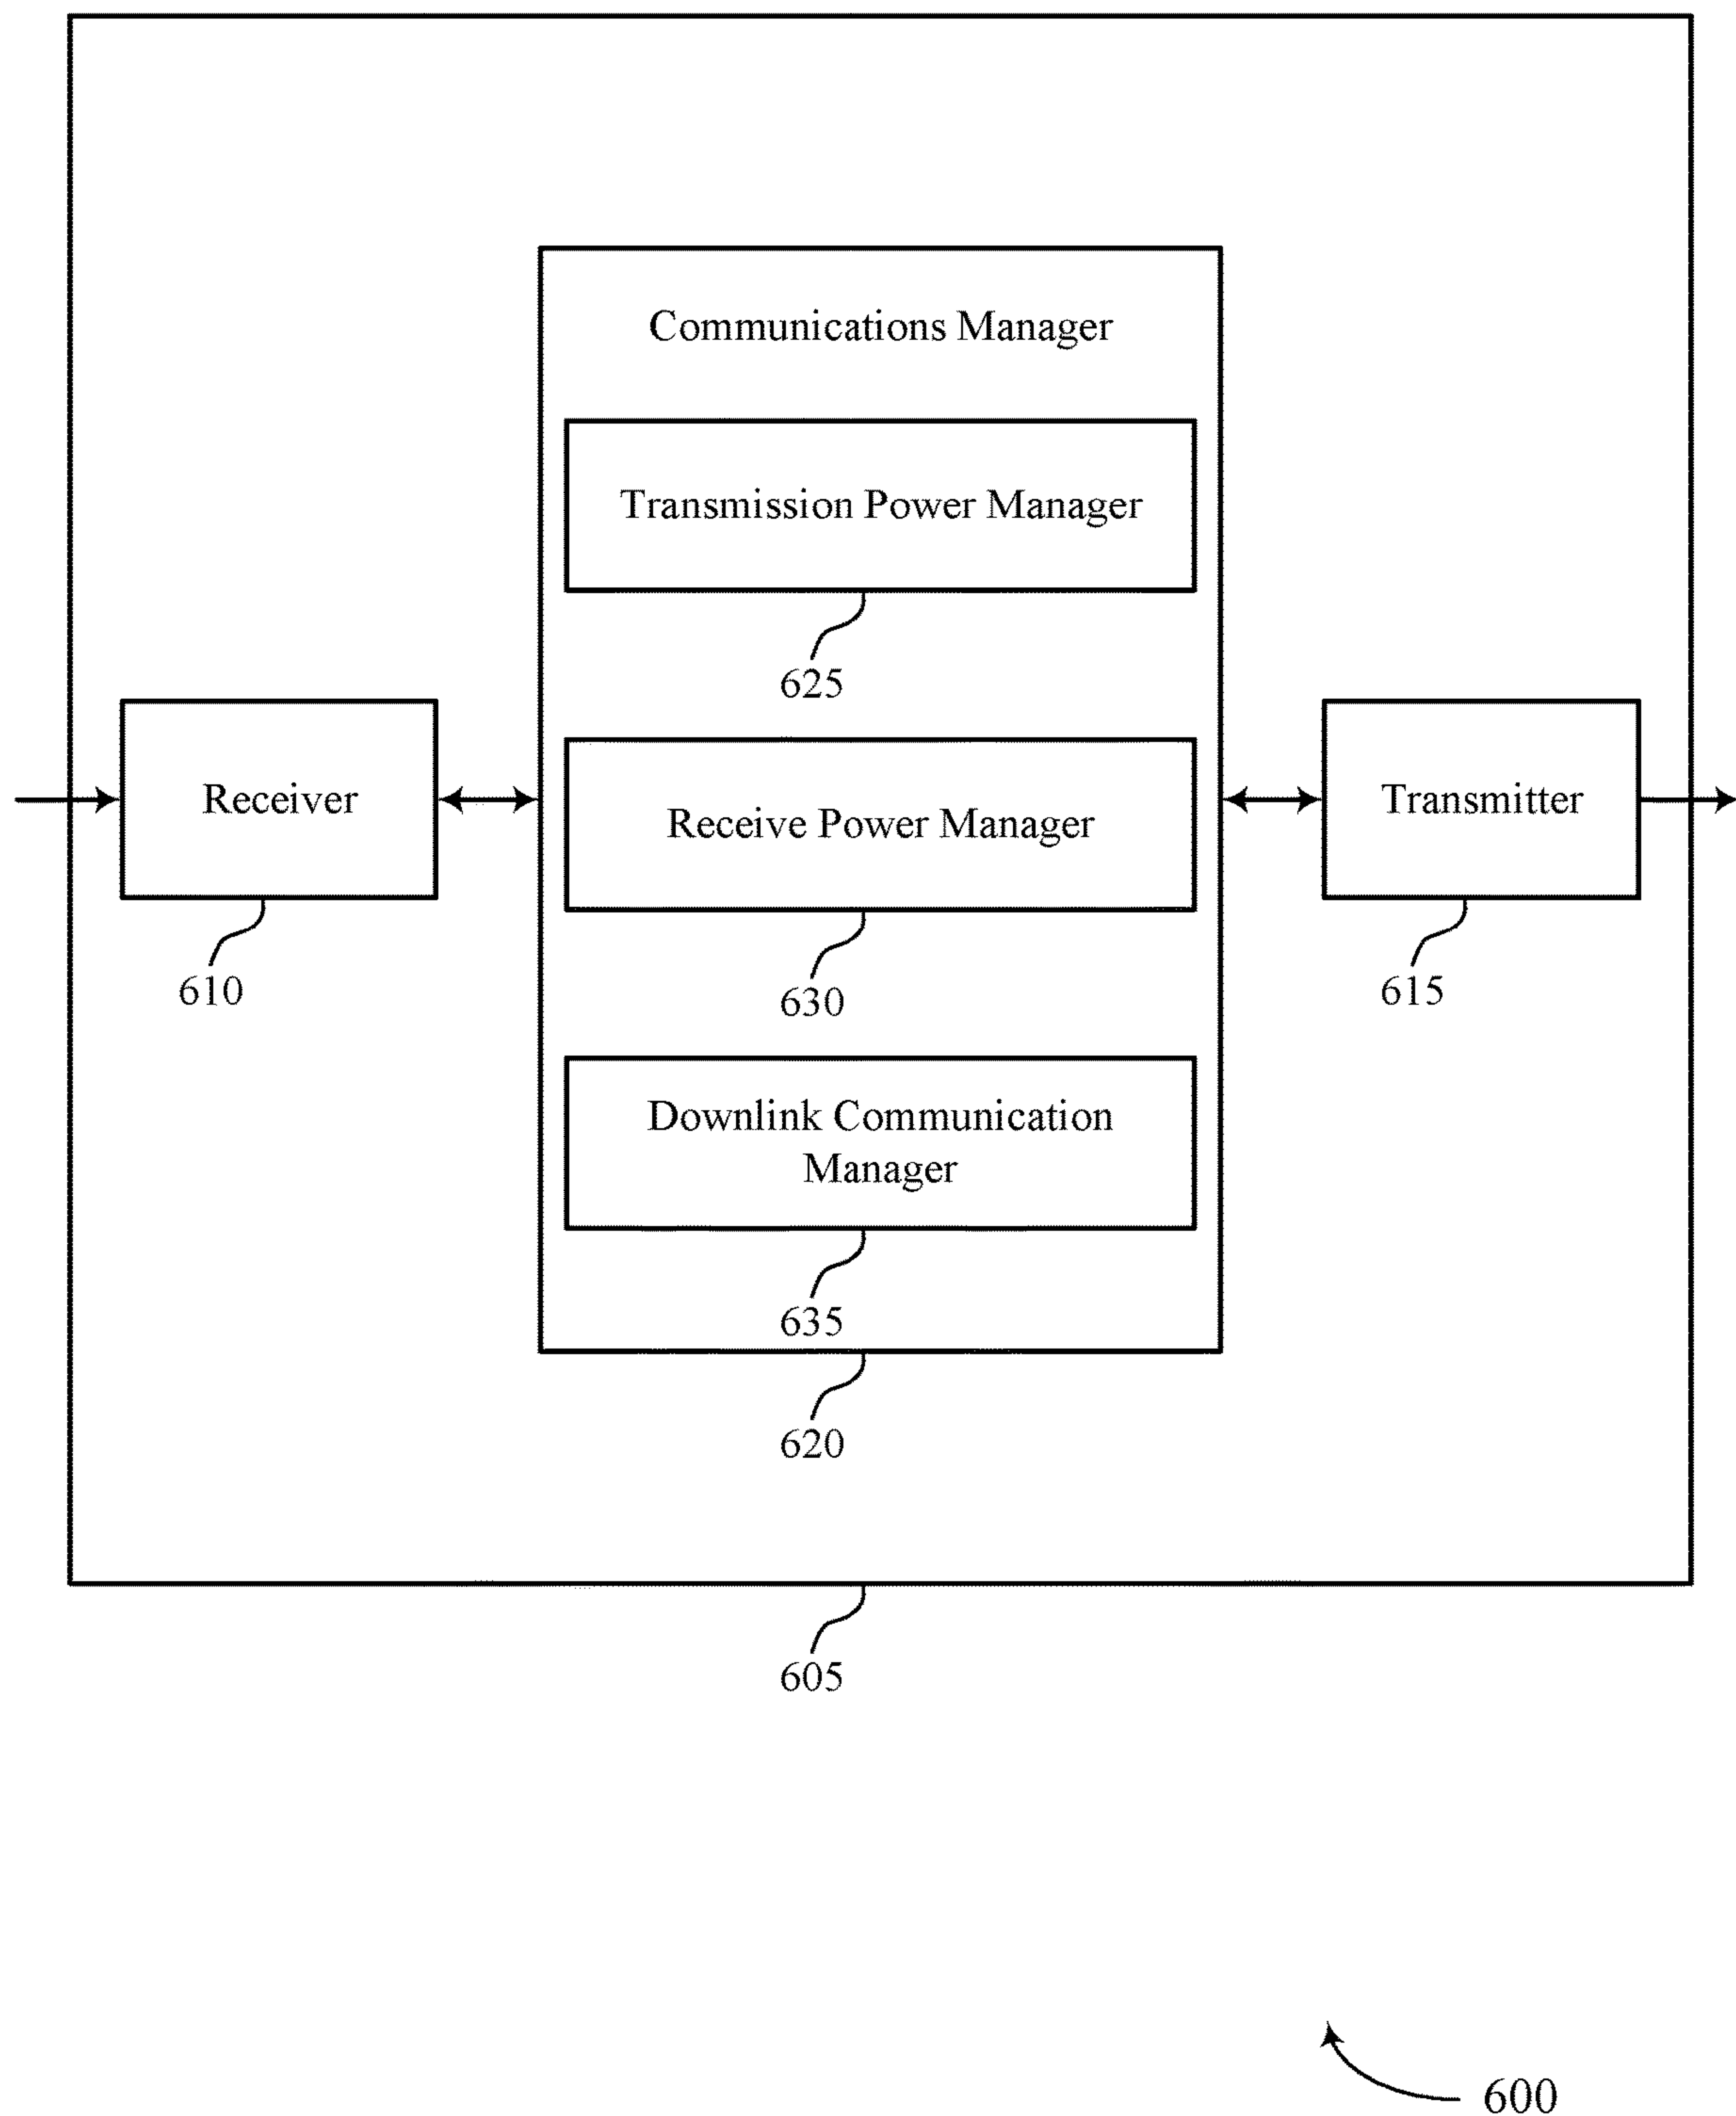 Communications Manager
Transmission Power Manager
625
Receiver
Receive Power Manager
Transmitter
610
630
615
Downlink Communication
Manager
635
620
605
600